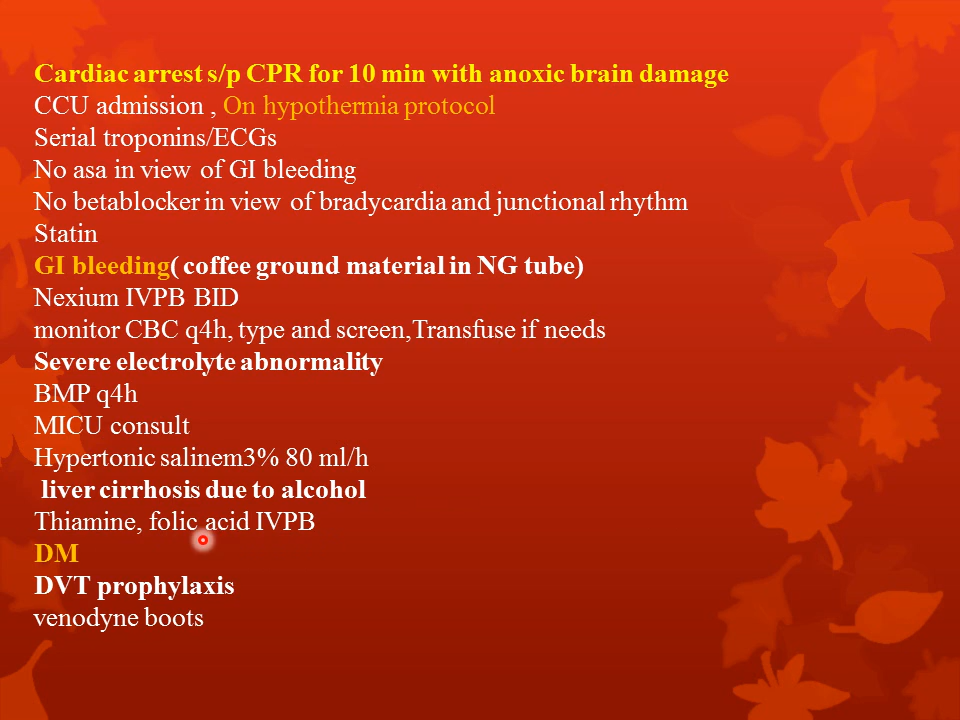 Cardiac arrest s/p CPR for 10 min with anoxic brain damage
CCU admission , On hypothermia protocol
Serial troponins/ECGs
No asa in view of GI bleeding
No betablocker in view of bradycardia and junctional rhythm
Statin
GI bleeding( coffee ground material in NG tube)
Nexium IVPB BID
monitor CBC q4h, type and screen,Transfuse if needs
Severe electrolyte abnormality
BMP q4h
MICU consult
Hypertonic salinem3% 80 ml/h
liver cirrhosis due to alcohol
Thiamine, folic acid IVPB
DM
DVT prophylaxis
venodyne boots